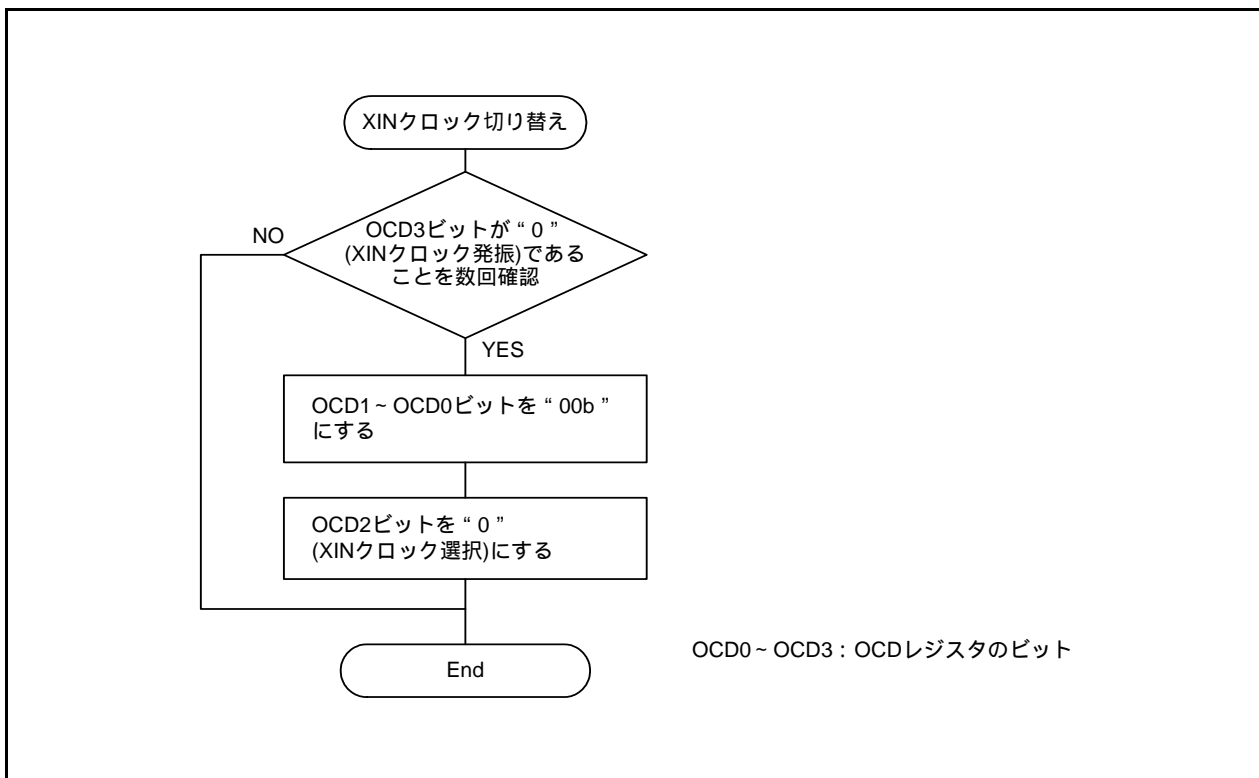 XINクロック切り替え
OCD3ビットが“0”
(XINクロック発振)である
ことを数回確認
NO
YES
OCD1~OCD0ビットを“00b”
にする
OCD2ビットを“0”
(XINクロック選択)にする
End
OCD0~OCD3:OCDレジスタのビット